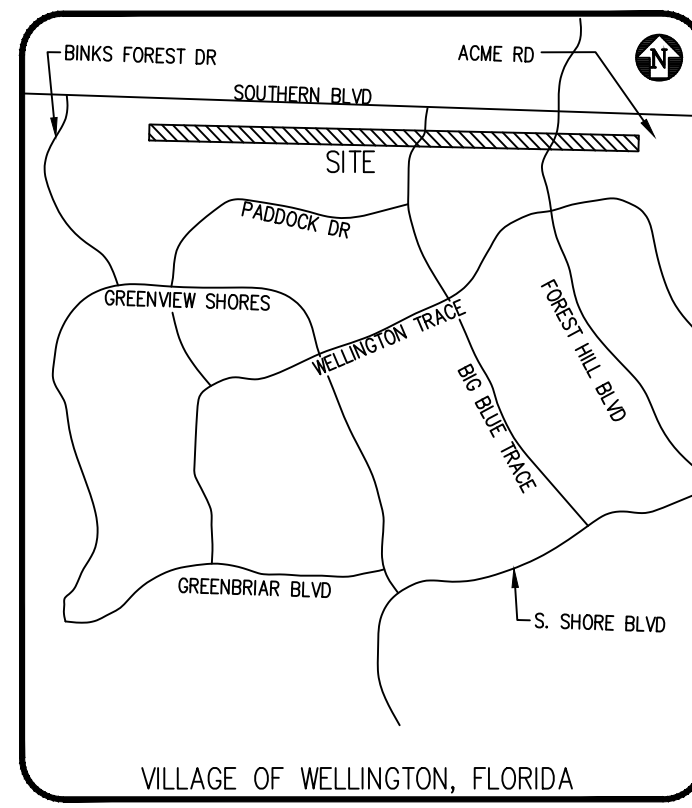 BINKS FOREST DR
ACME RD
N
SOUTHERN BLVD
SITE
PADDOCK DR
GREENVIEW SHORES
WELLINGTON TRACE
FOREST HILL BLVD
BIG BLUE TRACE
GREENBRIAR BLVD
S. SHORE BLVD
VILLAGE OF WELLINGTON, FLORIDA